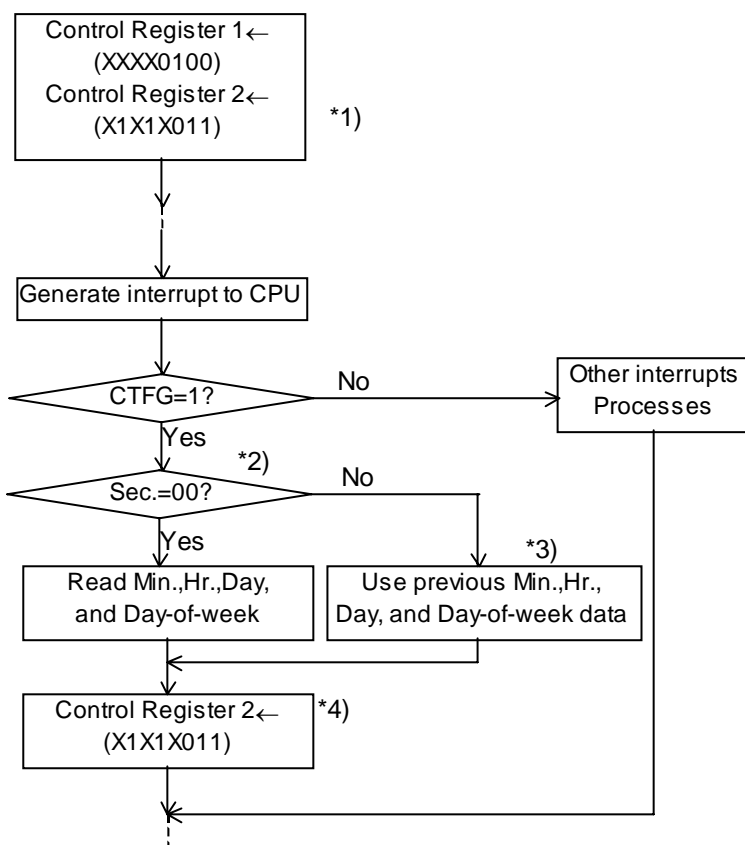 Control Register 1←
(XXXX0100)
Control Register 2←
(X1X1X011)
*1)
Generate interrupt to CPU
CTFG=1?
No
Other interrupts
Processes
Yes
*2)
Sec.=00?
No
Yes
*3)
Read Min.,Hr.,Day,
and Day-of-week
Use previous Min.,Hr.,
Day, and Day-of-week data
Control Register 2←
(X1X1X011)
*4)